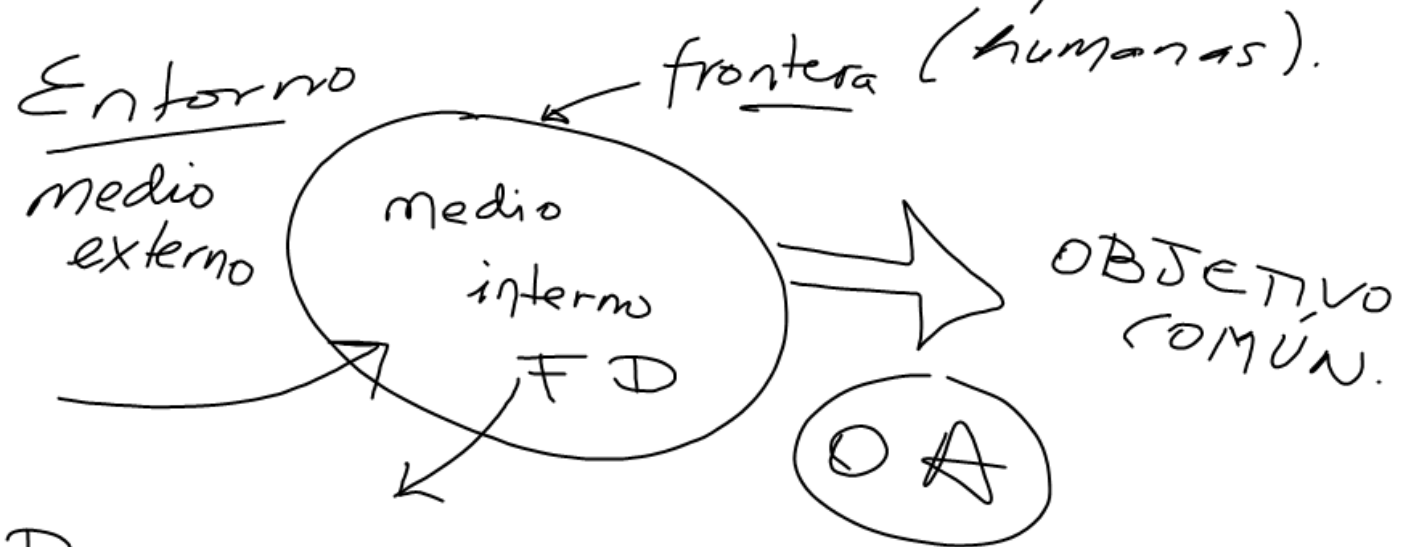 frontera (humanas).
Entorno
medio
externo
medio
interno
FD
OBJETIVO
COMÚN.
OA